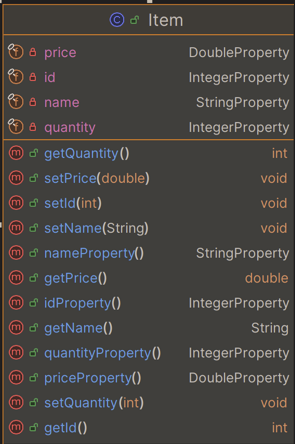 C Item
f price DoubleProperty
f id IntegerProperty
f name StringProperty
f quantity IntegerProperty
m getQuantity() int
m setPrice(double) void
m setId(int) void
m setName(String) void
m nameProperty() StringProperty
m getPrice() double
m idProperty() IntegerProperty
m getName() String
m quantityProperty() IntegerProperty
m priceProperty() DoubleProperty
m setQuantity(int) void
m getId() int